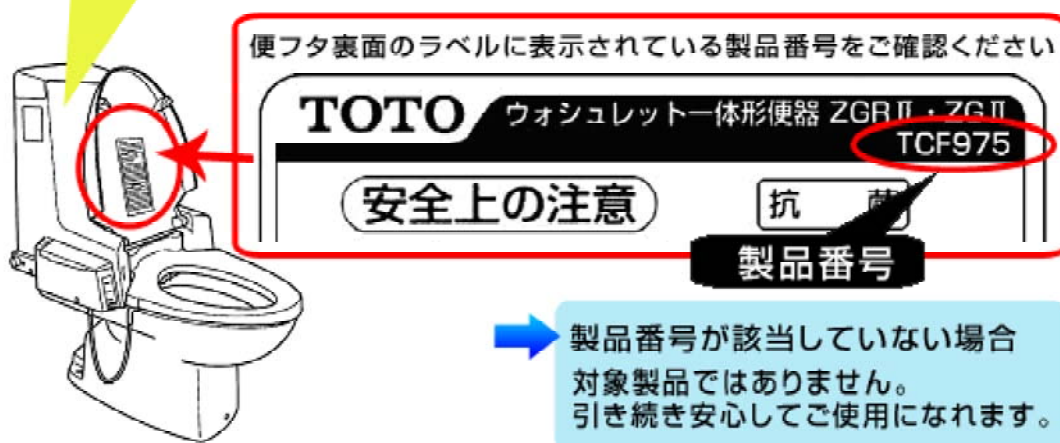 便フタ裏面のラベルに表示されている製品番号をご確認ください
TOTO ウォシュレット一体形便器 ZGRⅡ・ZGⅡ
TCF975
安全上の注意 抗 菌
製品番号
製品番号が該当していない場合
対象製品ではありません。
引き続き安心してご使用になれます。